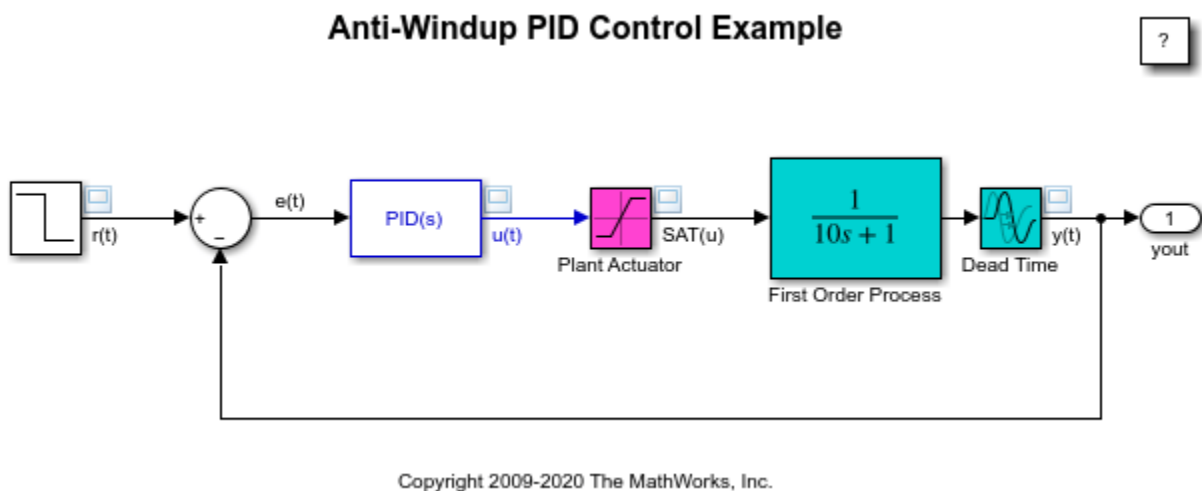 Anti-Windup PID Control Example
?
r(t)
+
−
e(t)
PID(s)
u(t)
Plant Actuator
SAT(u)
1
10s + 1
First Order Process
Dead Time
y(t)
1
yout
Copyright 2009-2020 The MathWorks, Inc.